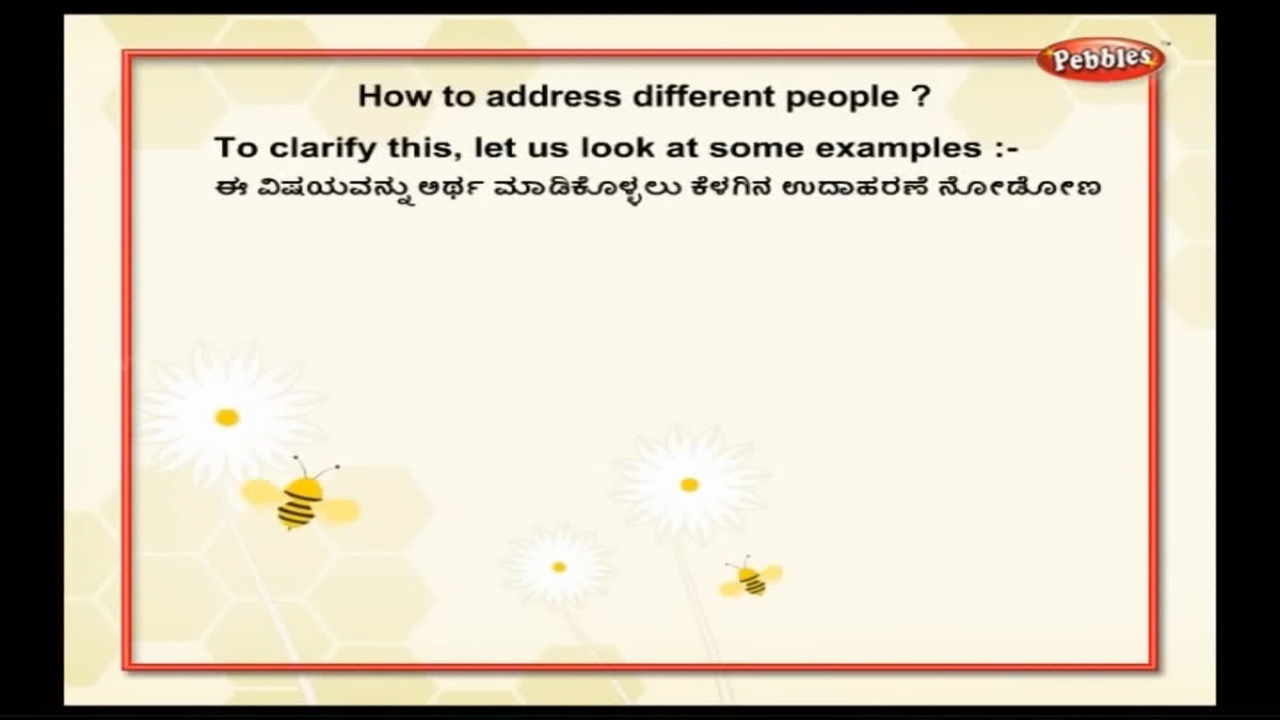 Pebbles™
How to address different people ?
To clarify this, let us look at some examples :-
ಈ ವಿಷಯವನ್ನು ಅರ್ಥ ಮಾಡಿಕೊಳ್ಳಲು ಕೆಳಗಿನ ಉದಾಹರಣೆ ನೋಡೋಣ